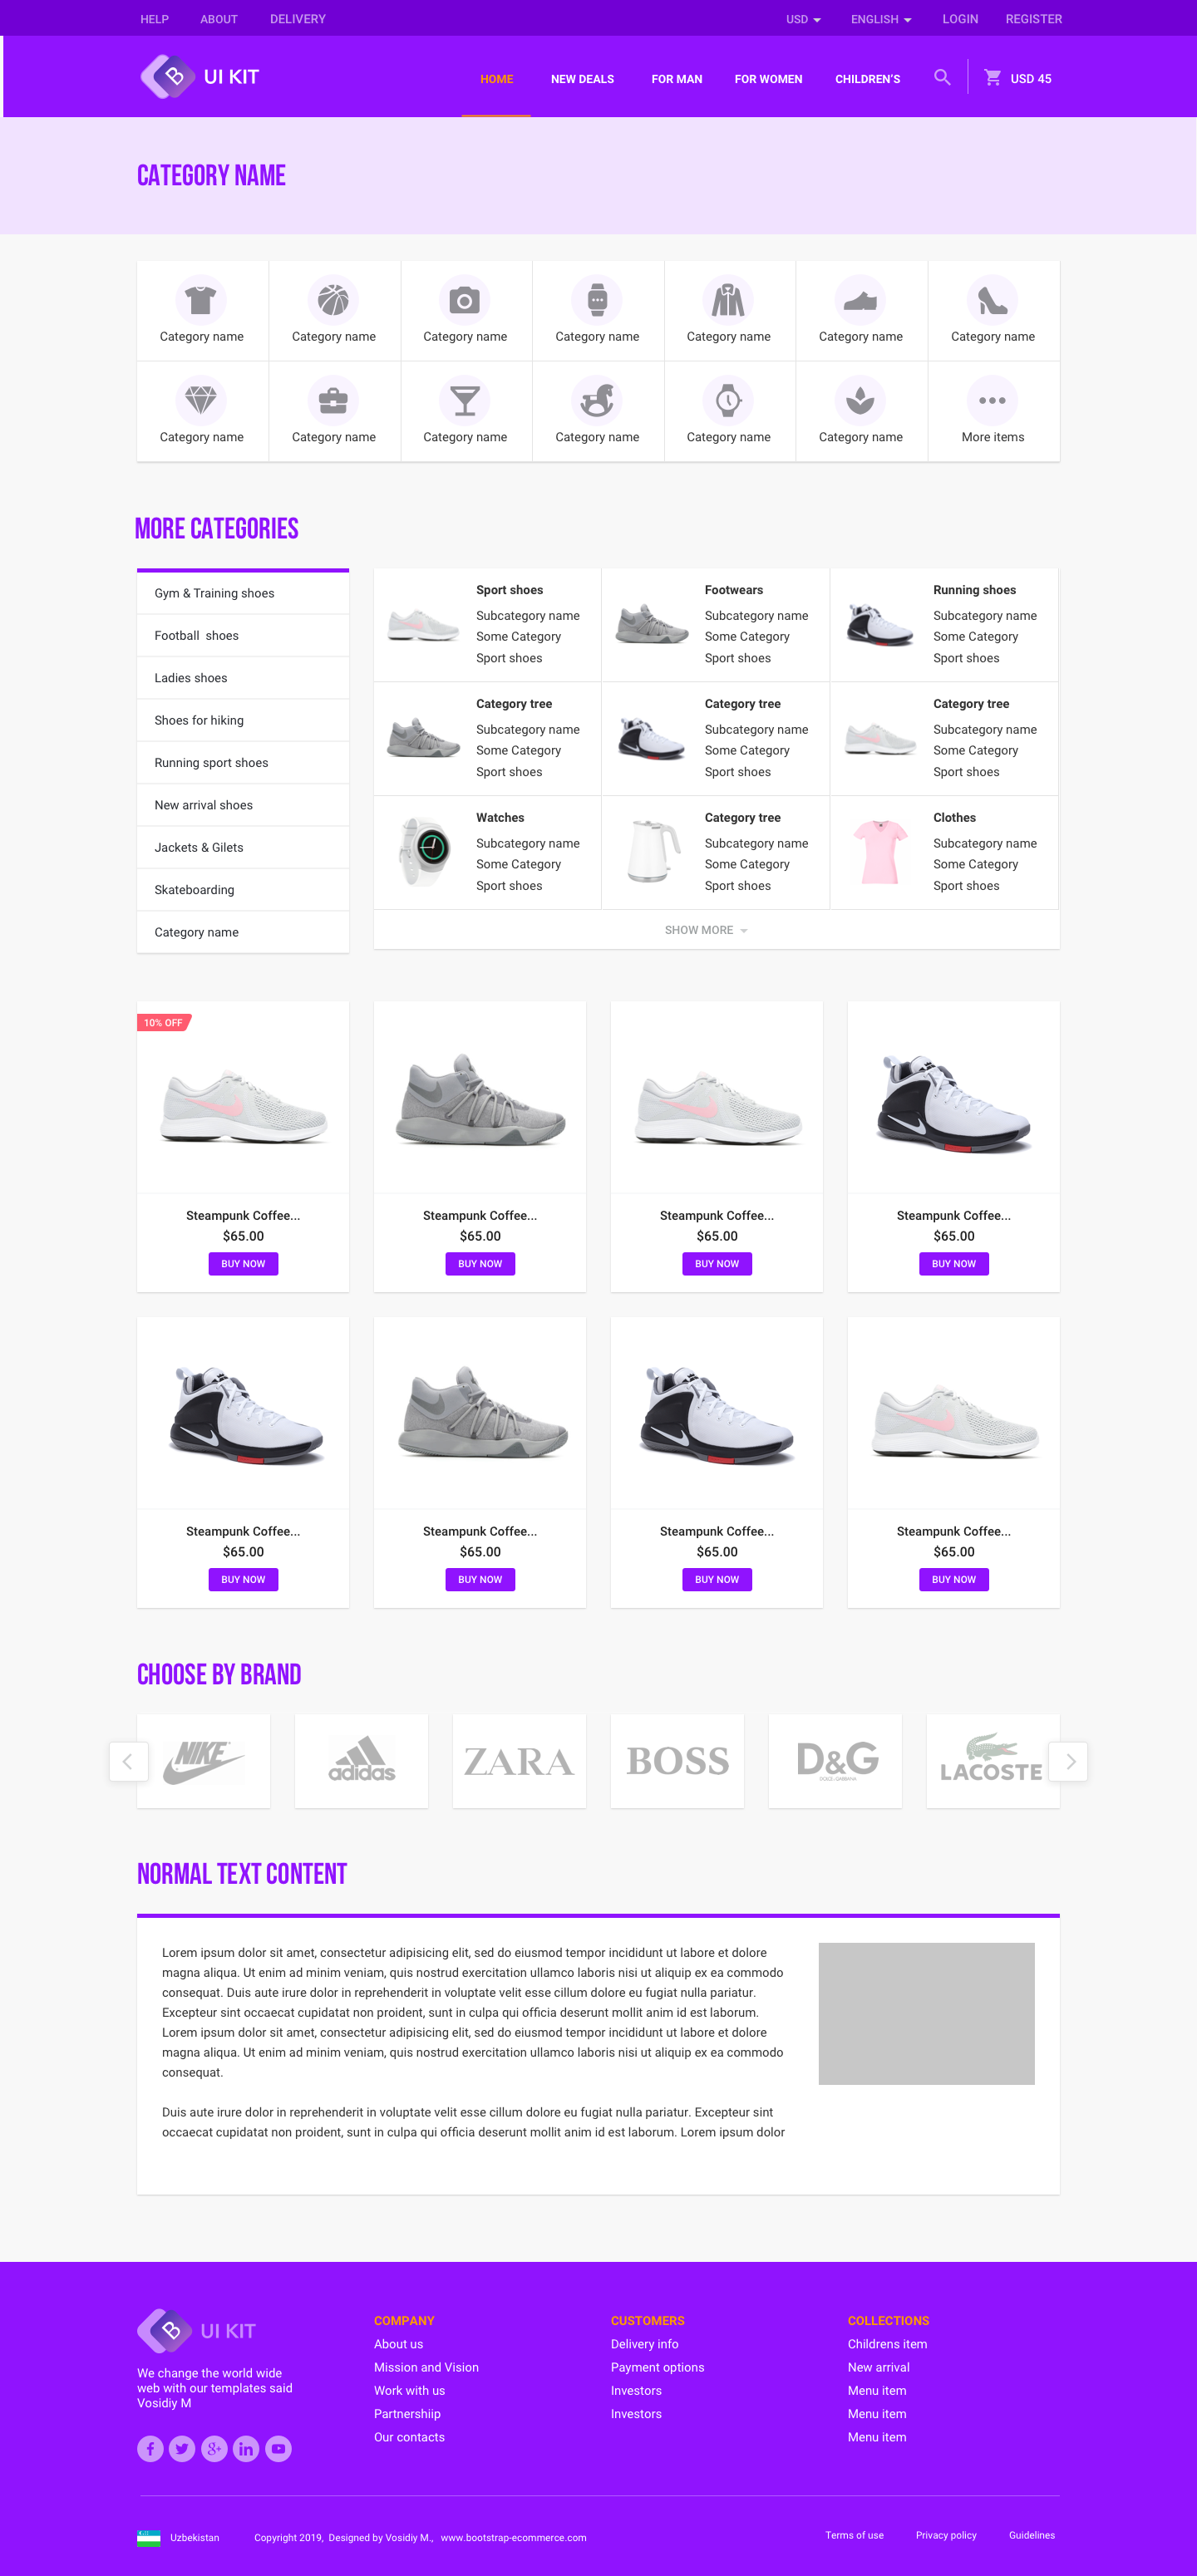 HELP ABOUT DELIVERY USD ENGLISH LOGIN REGISTER
B UI KIT HOME NEW DEALS FOR MAN FOR WOMEN CHILDREN'S USD 45
CATEGORY NAME
Category name Category name Category name Category name Category name Category name Category name
Category name Category name Category name Category name Category name Category name More items
MORE CATEGORIES
Gym & Training shoes
Football shoes
Ladies shoes
Shoes for hiking
Running sport shoes
New arrival shoes
Jackets & Gilets
Skateboarding
Category name
Sport shoes
Subcategory name
Some Category
Sport shoes
Footwears
Subcategory name
Some Category
Sport shoes
Running shoes
Subcategory name
Some Category
Sport shoes
Category tree
Subcategory name
Some Category
Sport shoes
Category tree
Subcategory name
Some Category
Sport shoes
Category tree
Subcategory name
Some Category
Sport shoes
Watches
Subcategory name
Some Category
Sport shoes
Category tree
Subcategory name
Some Category
Sport shoes
Clothes
Subcategory name
Some Category
Sport shoes
SHOW MORE
10% OFF
Steampunk Coffee... Steampunk Coffee... Steampunk Coffee... Steampunk Coffee...
$65.00 $65.00 $65.00 $65.00
BUY NOW BUY NOW BUY NOW BUY NOW
Steampunk Coffee... Steampunk Coffee... Steampunk Coffee... Steampunk Coffee...
$65.00 $65.00 $65.00 $65.00
BUY NOW BUY NOW BUY NOW BUY NOW
CHOOSE BY BRAND
NIKE adidas ZARA BOSS D&G LACOSTE
DOLCE & GABBANA
NORMAL TEXT CONTENT
Lorem ipsum dolor sit amet, consectetur adipisicing elit, sed do eiusmod tempor incididunt ut labore et dolore
magna aliqua. Ut enim ad minim veniam, quis nostrud exercitation ullamco laboris nisi ut aliquip ex ea commodo
consequat. Duis aute irure dolor in reprehenderit in voluptate velit esse cillum dolore eu fugiat nulla pariatur.
Excepteur sint occaecat cupidatat non proident, sunt in culpa qui officia deserunt mollit anim id est laborum.
Lorem ipsum dolor sit amet, consectetur adipisicing elit, sed do eiusmod tempor incididunt ut labore et dolore
magna aliqua. Ut enim ad minim veniam, quis nostrud exercitation ullamco laboris nisi ut aliquip ex ea commodo
consequat.
Duis aute irure dolor in reprehenderit in voluptate velit esse cillum dolore eu fugiat nulla pariatur. Excepteur sint
occaecat cupidatat non proident, sunt in culpa qui officia deserunt mollit anim id est laborum. Lorem ipsum dolor
B UI KIT
We change the world wide
web with our templates said
Vosidiy M
COMPANY
About us
Mission and Vision
Work with us
Partnershiip
Our contacts
CUSTOMERS
Delivery info
Payment options
Investors
Investors
COLLECTIONS
Childrens item
New arrival
Menu item
Menu item
Menu item
Uzbekistan Copyright 2019, Designed by Vosidiy M., www.bootstrap-ecommerce.com Terms of use Privacy policy Guidelines